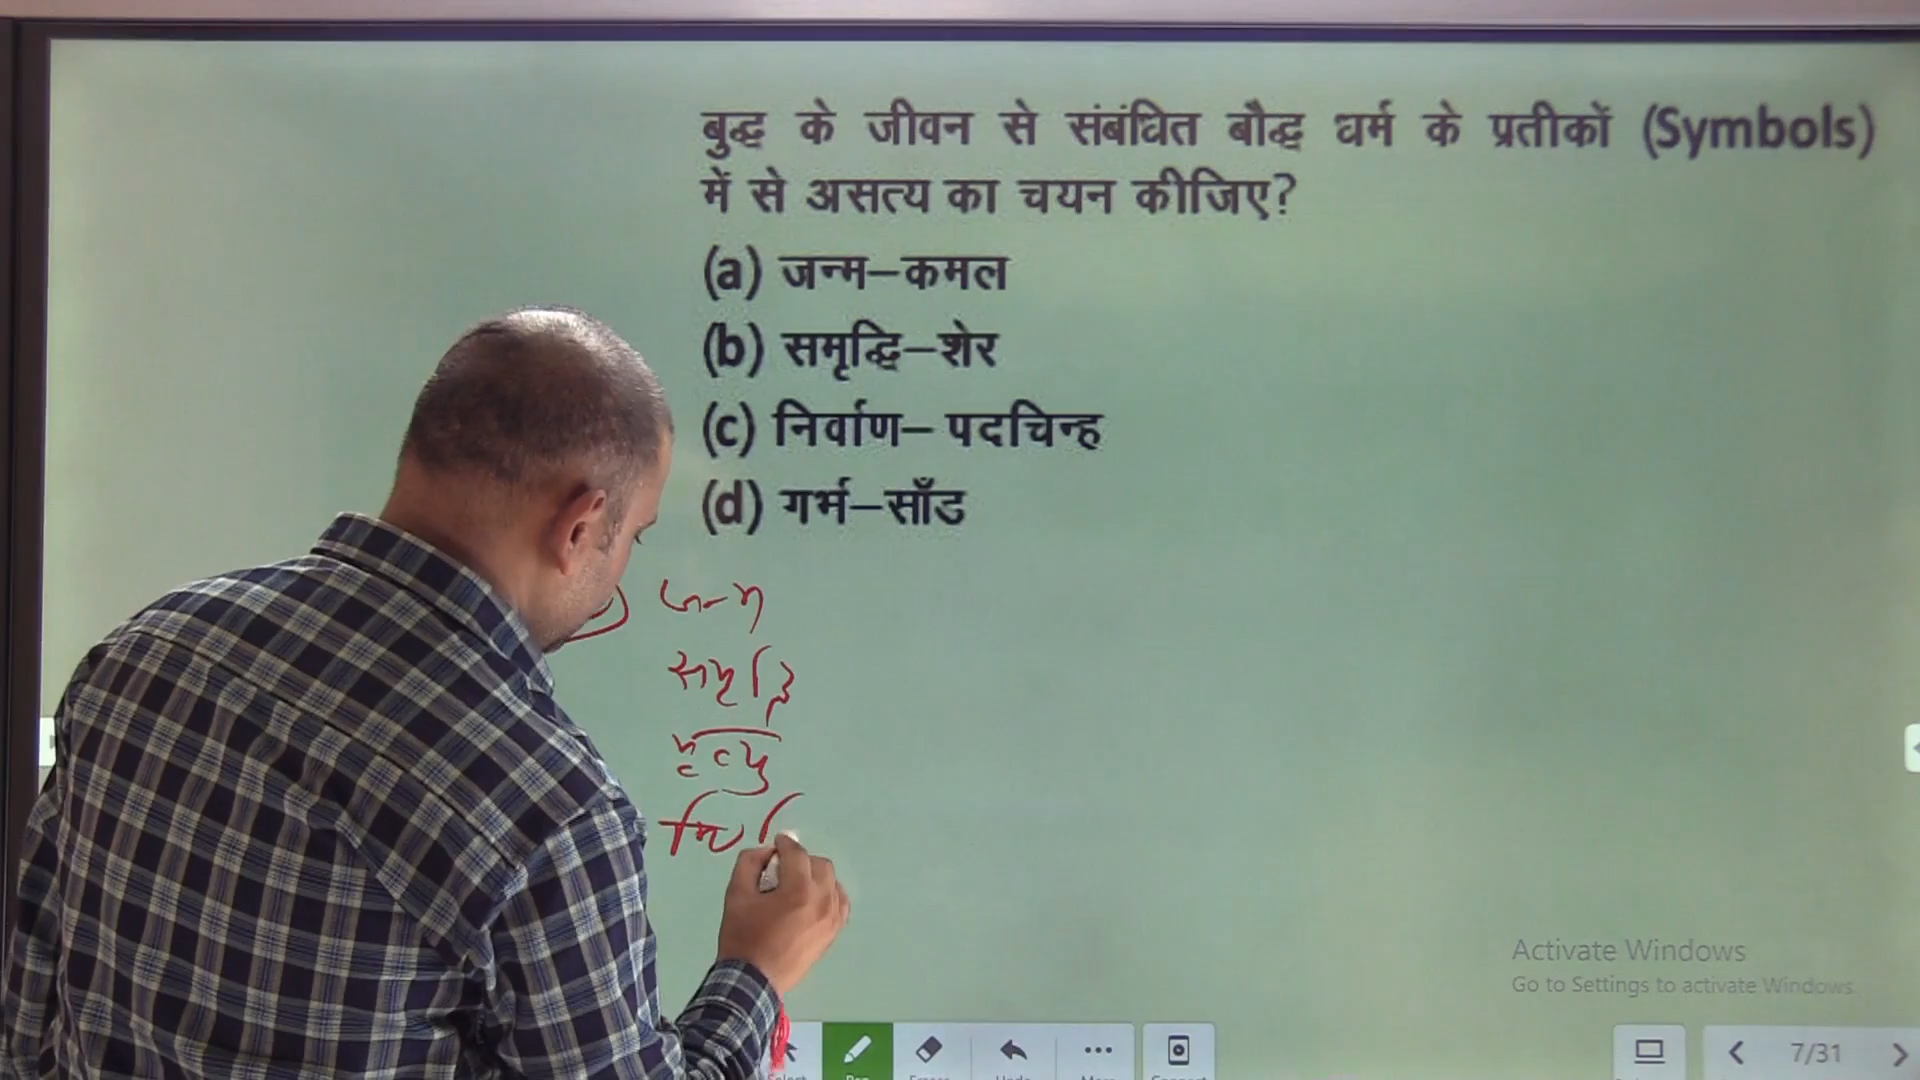 बुद्ध के जीवन से संबंधित बौद्ध धर्म के प्रतीकों (Symbols)
में से असत्य का चयन कीजिए?
(a) जन्म–कमल
(b) समृद्धि–शेर
(c) निर्वाण– पदचिन्ह
(d) गर्भ–साँड
जन्म
समृद्धि
मृत्यु
Activate Windows
Go to Settings to activate Windows.
7/31